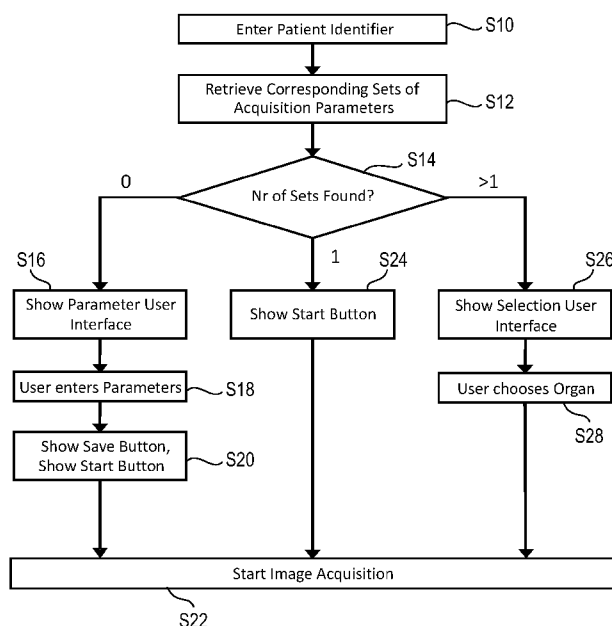 Enter Patient Identifier
S10
Retrieve Corresponding Sets of
Acquisition Parameters
S12
S14
Nr of Sets Found?
0
>1
1
S16
S24
S26
Show Parameter User
Interface
Show Start Button
Show Selection User
Interface
User enters Parameters
S18
User chooses Organ
S28
Show Save Button,
Show Start Button
S20
Start Image Acquisition
S22